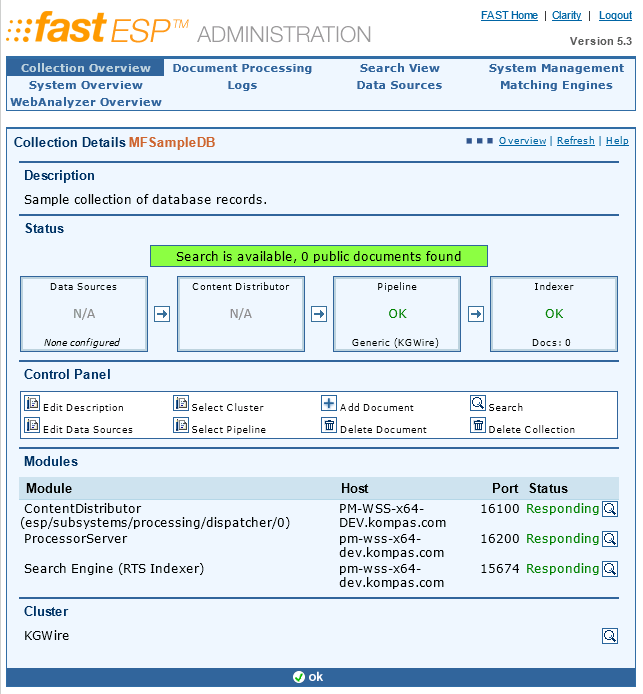 FAST Home | Clarity | Logout
fast ESP™ ADMINISTRATION
Version 5.3
Collection Overview Document Processing Search View System Management
System Overview Logs Data Sources Matching Engines
WebAnalyzer Overview
Collection Details MFSampleDB
Overview | Refresh | Help
Description
Sample collection of database records.
Status
Search is available, 0 public documents found
Data Sources Content Distributor Pipeline Indexer
N/A N/A OK OK
None configured Generic (KGWire) Docs: 0
Control Panel
Edit Description Select Cluster Add Document Search
Edit Data Sources Select Pipeline Delete Document Delete Collection
Modules
Module Host Port Status
ContentDistributor PM-WSS-x64- 16100 Responding
(esp/subsystems/processing/dispatcher/0) DEV.kompas.com
ProcessorServer pm-wss-x64- 16200 Responding
dev.kompas.com
Search Engine (RTS Indexer) pm-wss-x64- 15674 Responding
dev.kompas.com
Cluster
KGWire
ok